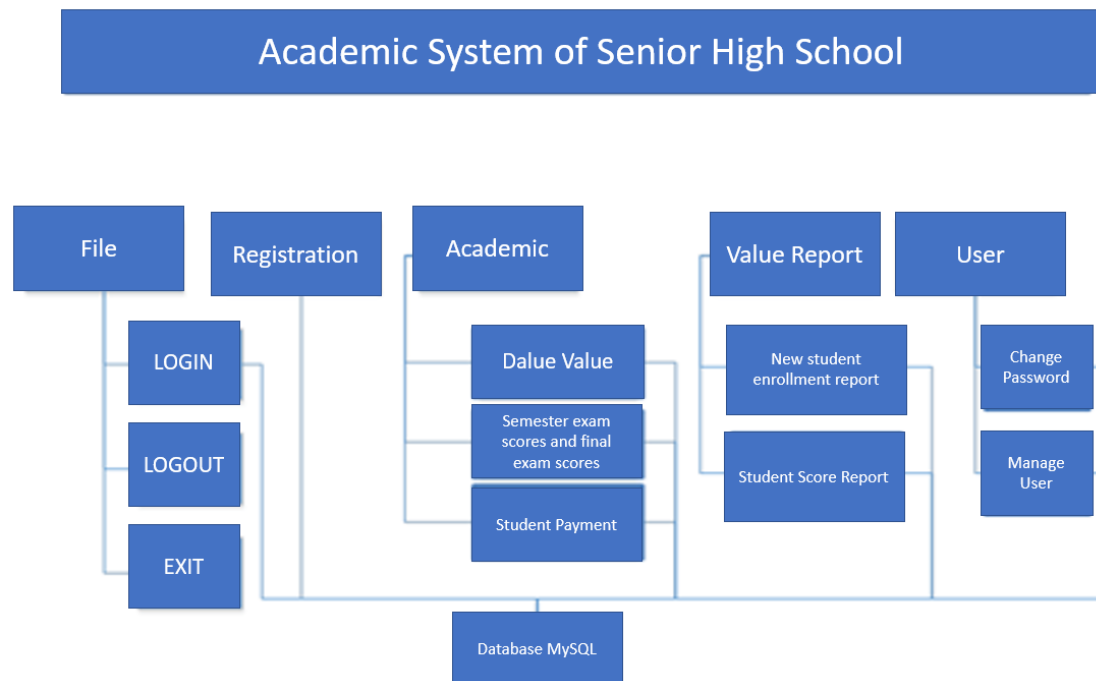 Academic System of Senior High School
File
Registration
Academic
Value Report
User
LOGIN
LOGOUT
EXIT
Dalue Value
Semester exam
scores and final
exam scores
Student Payment
New student
enrollment report
Student Score Report
Change
Password
Manage
User
Database MySQL